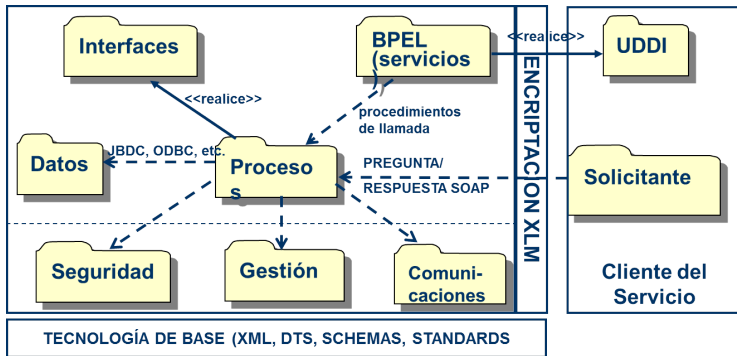 Interfaces
BPEL
(servicios
)
<<realice>>
UDDI
<<realice>>
procedimientos
de llamada
JBDC, ODBC, etc.
Datos
Proceso
s
PREGUNTA/
RESPUESTA SOAP
Solicitante
ENCRIPTACION XLM
Seguridad
Gestión
Comuni-
caciones
Cliente del
Servicio
TECNOLOGÍA DE BASE (XML, DTS, SCHEMAS, STANDARDS